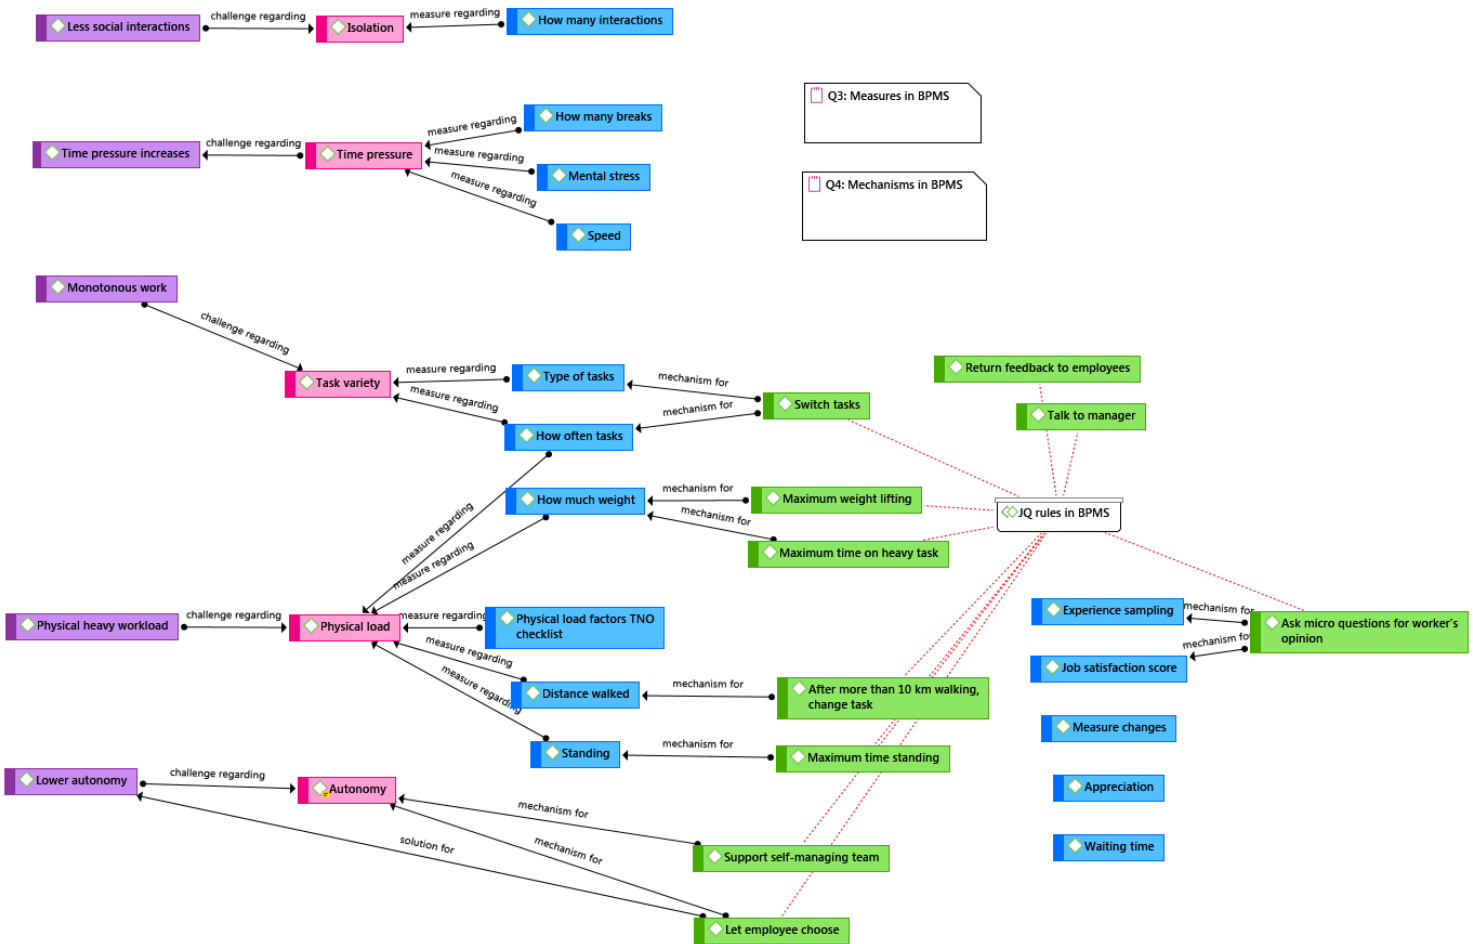 Less social interactions
challenge regarding
Isolation
measure regarding
How many interactions
Q3: Measures in BPMS
How many breaks
measure regarding
Time pressure increases
challenge regarding
Time pressure
measure regarding
Mental stress
measure regarding
Speed
Q4: Mechanisms in BPMS
Monotonous work
challenge regarding
Task variety
measure regarding
Type of tasks
mechanism for
Switch tasks
measure regarding
mechanism for
How often tasks
Return feedback to employees
Talk to manager
measure regarding
How much weight
mechanism for
Maximum weight lifting
JQ rules in BPMS
measure regarding
mechanism for
Maximum time on heavy task
Physical heavy workload
challenge regarding
Physical load
measure regarding
Physical load factors TNO
checklist
Experience sampling
mechanism for
Ask micro questions for worker's
opinion
mechanism fo
Job satisfaction score
measure regarding
Distance walked
mechanism for
After more than 10 km walking,
change task
measure regarding
Standing
mechanism for
Maximum time standing
Measure changes
Appreciation
Waiting time
Lower autonomy
challenge regarding
Autonomy
mechanism for
Support self-managing team
solution for
mechanism for
Let employee choose